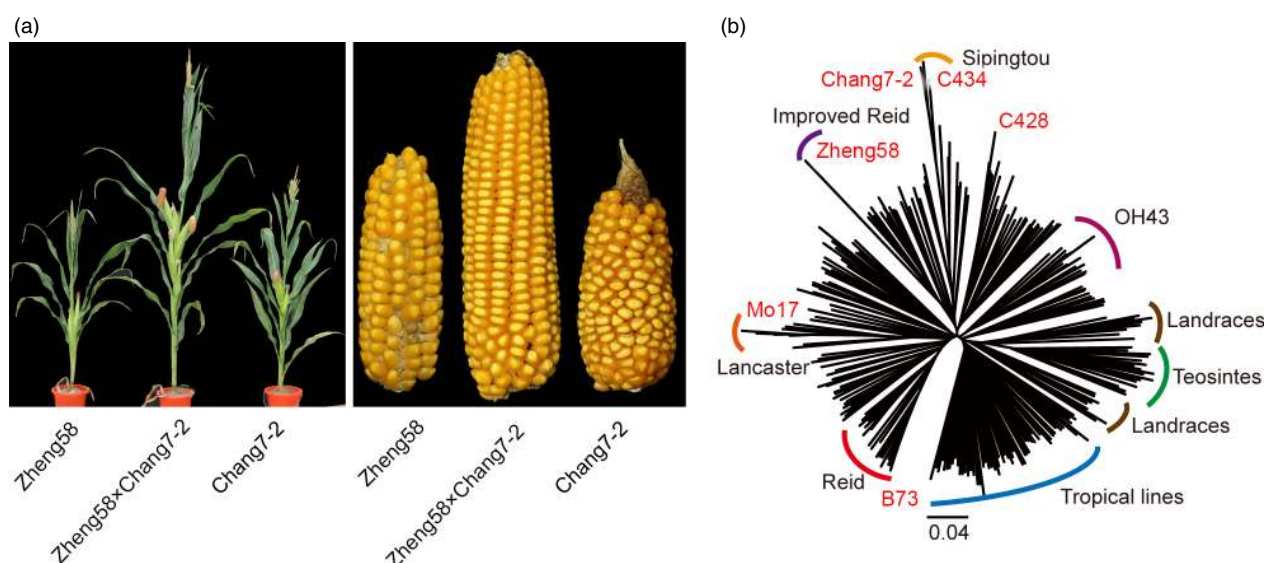 (a)
Zheng58
Zheng58×Chang7-2
Chang7-2
Zheng58
Zheng58×Chang7-2
Chang7-2
(b)
Sipingtou
Chang7-2
C434
Improved Reid
C428
Zheng58
OH43
Mo17
Landraces
Lancaster
Teosintes
Landraces
Reid
B73
Tropical lines
0.04